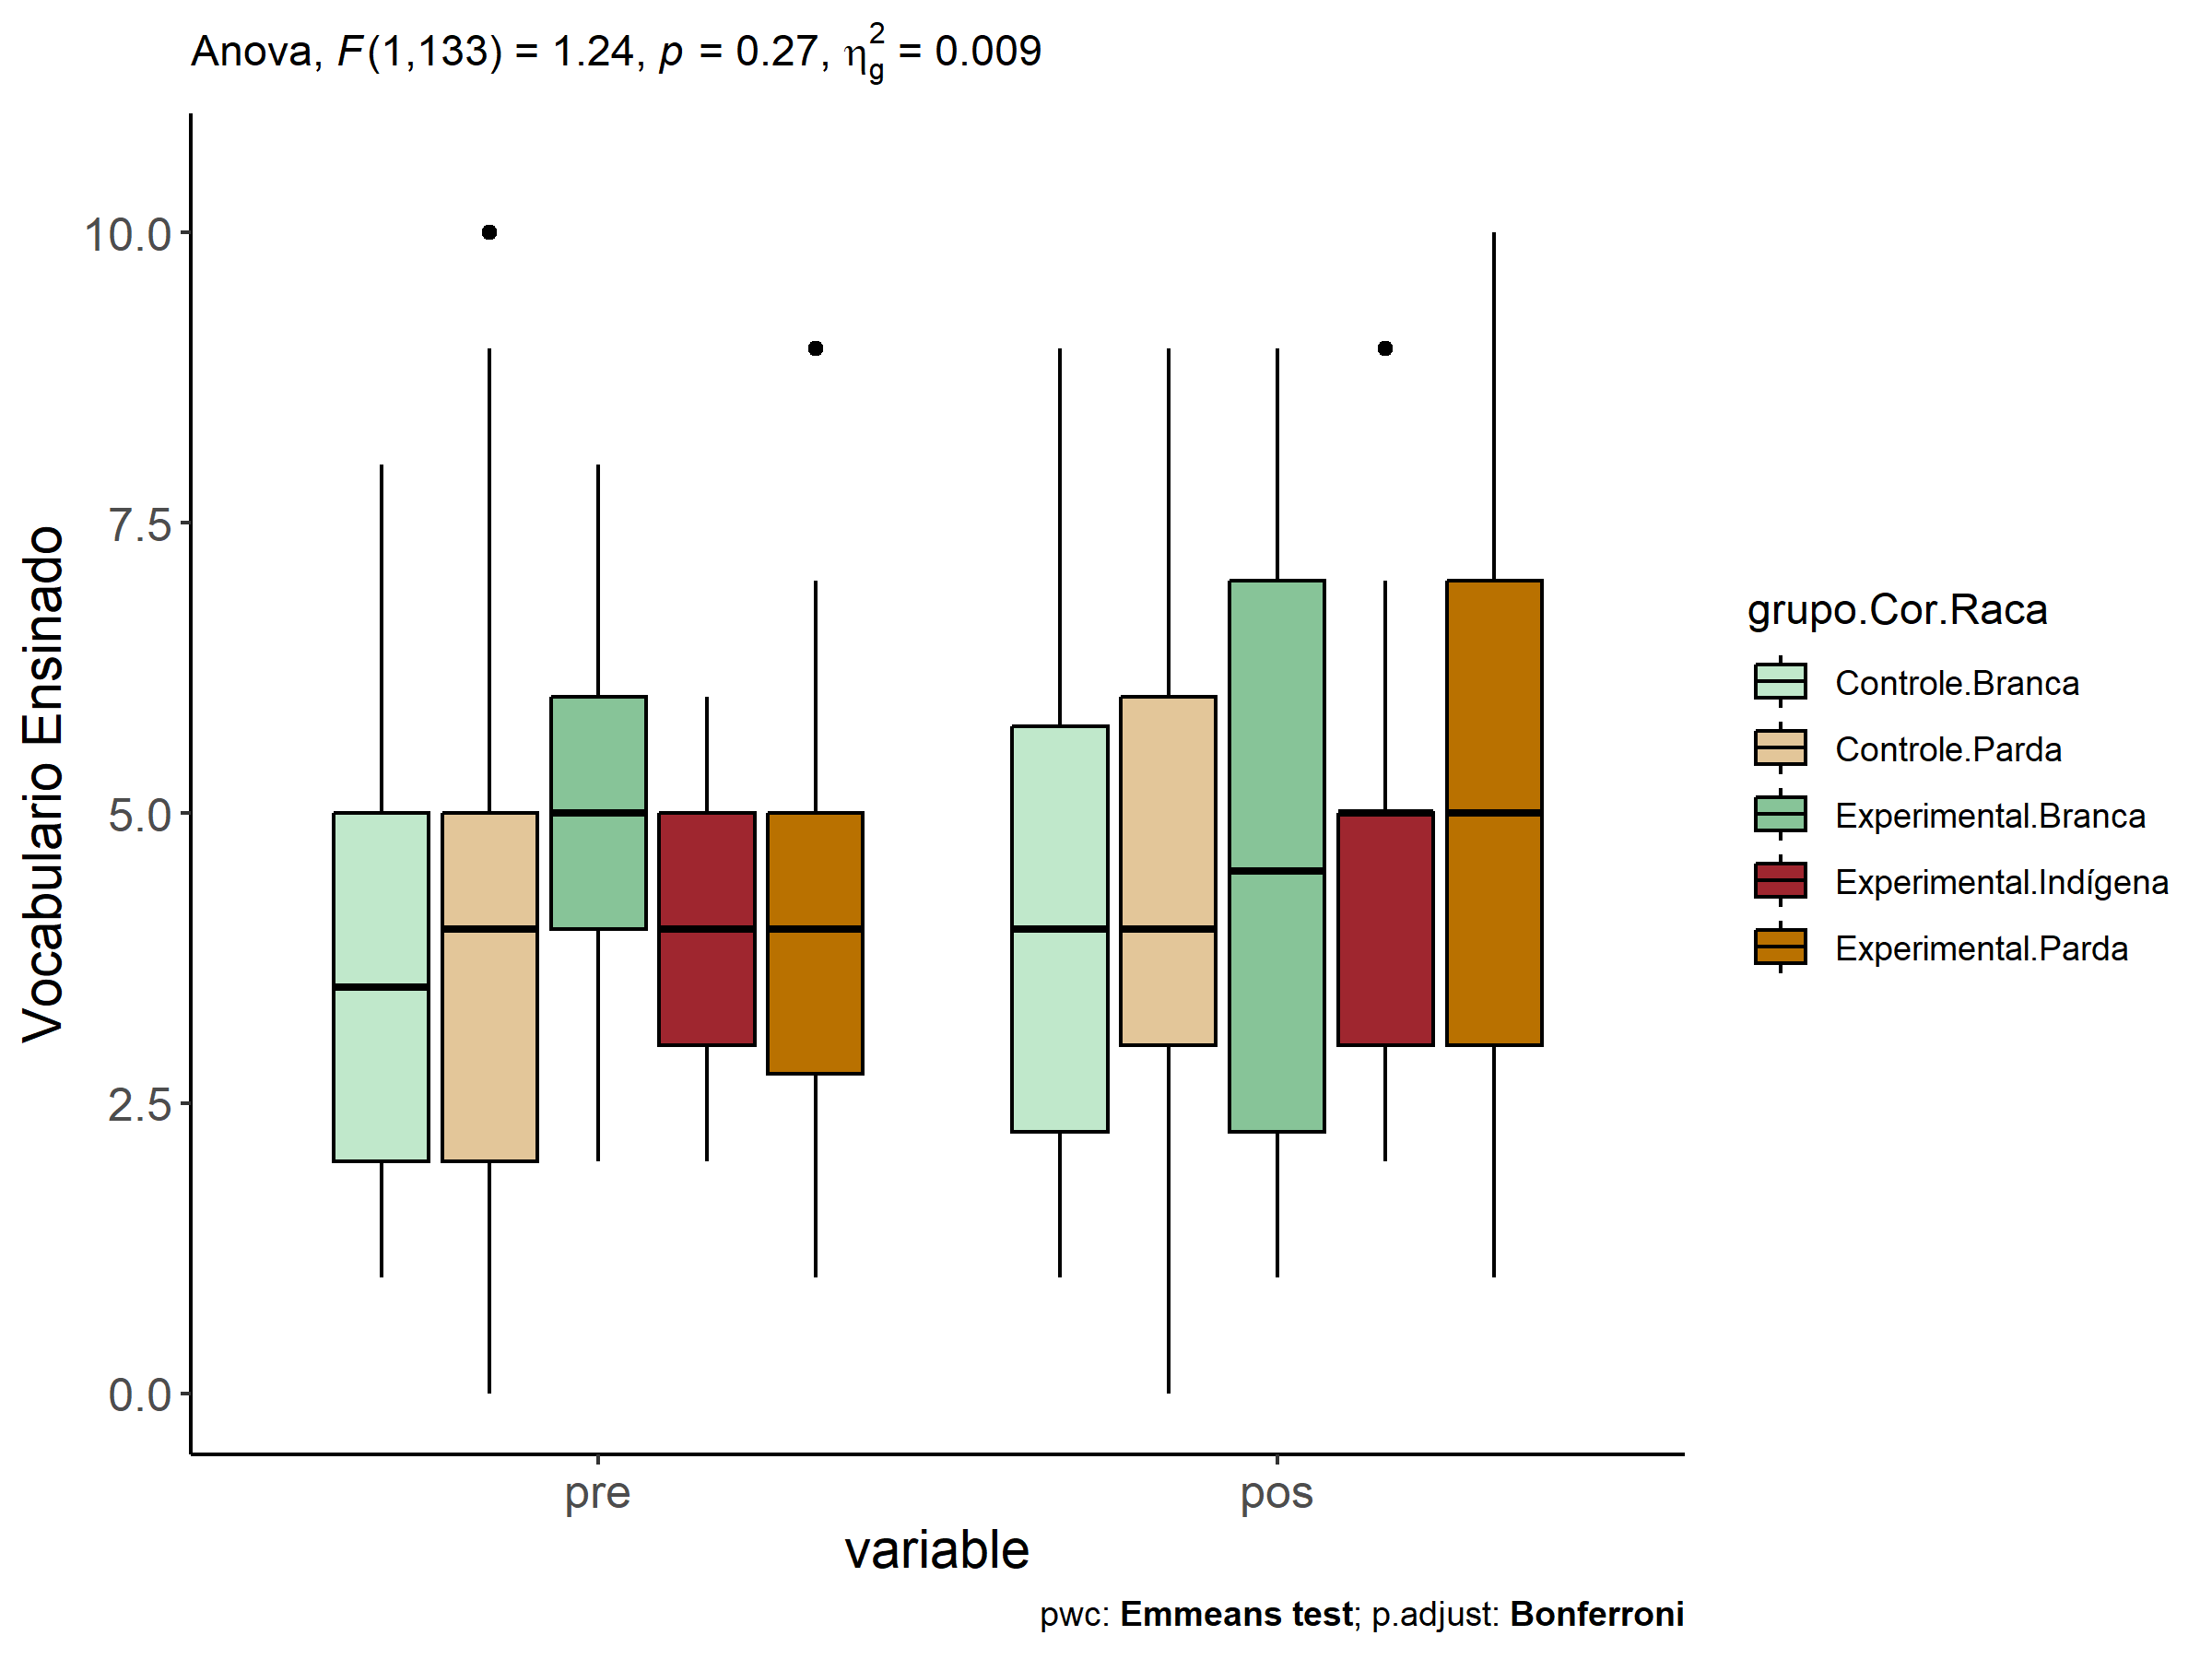 Anova, F(1,133) = 1.24, p = 0.27, η²g = 0.009
Vocabulario Ensinado
10.0
7.5
5.0
2.5
0.0
pre
pos
variable
grupo.Cor.Raca
Controle.Branca
Controle.Parda
Experimental.Branca
Experimental.Indígena
Experimental.Parda
pwc: Emmeans test; p.adjust: Bonferroni